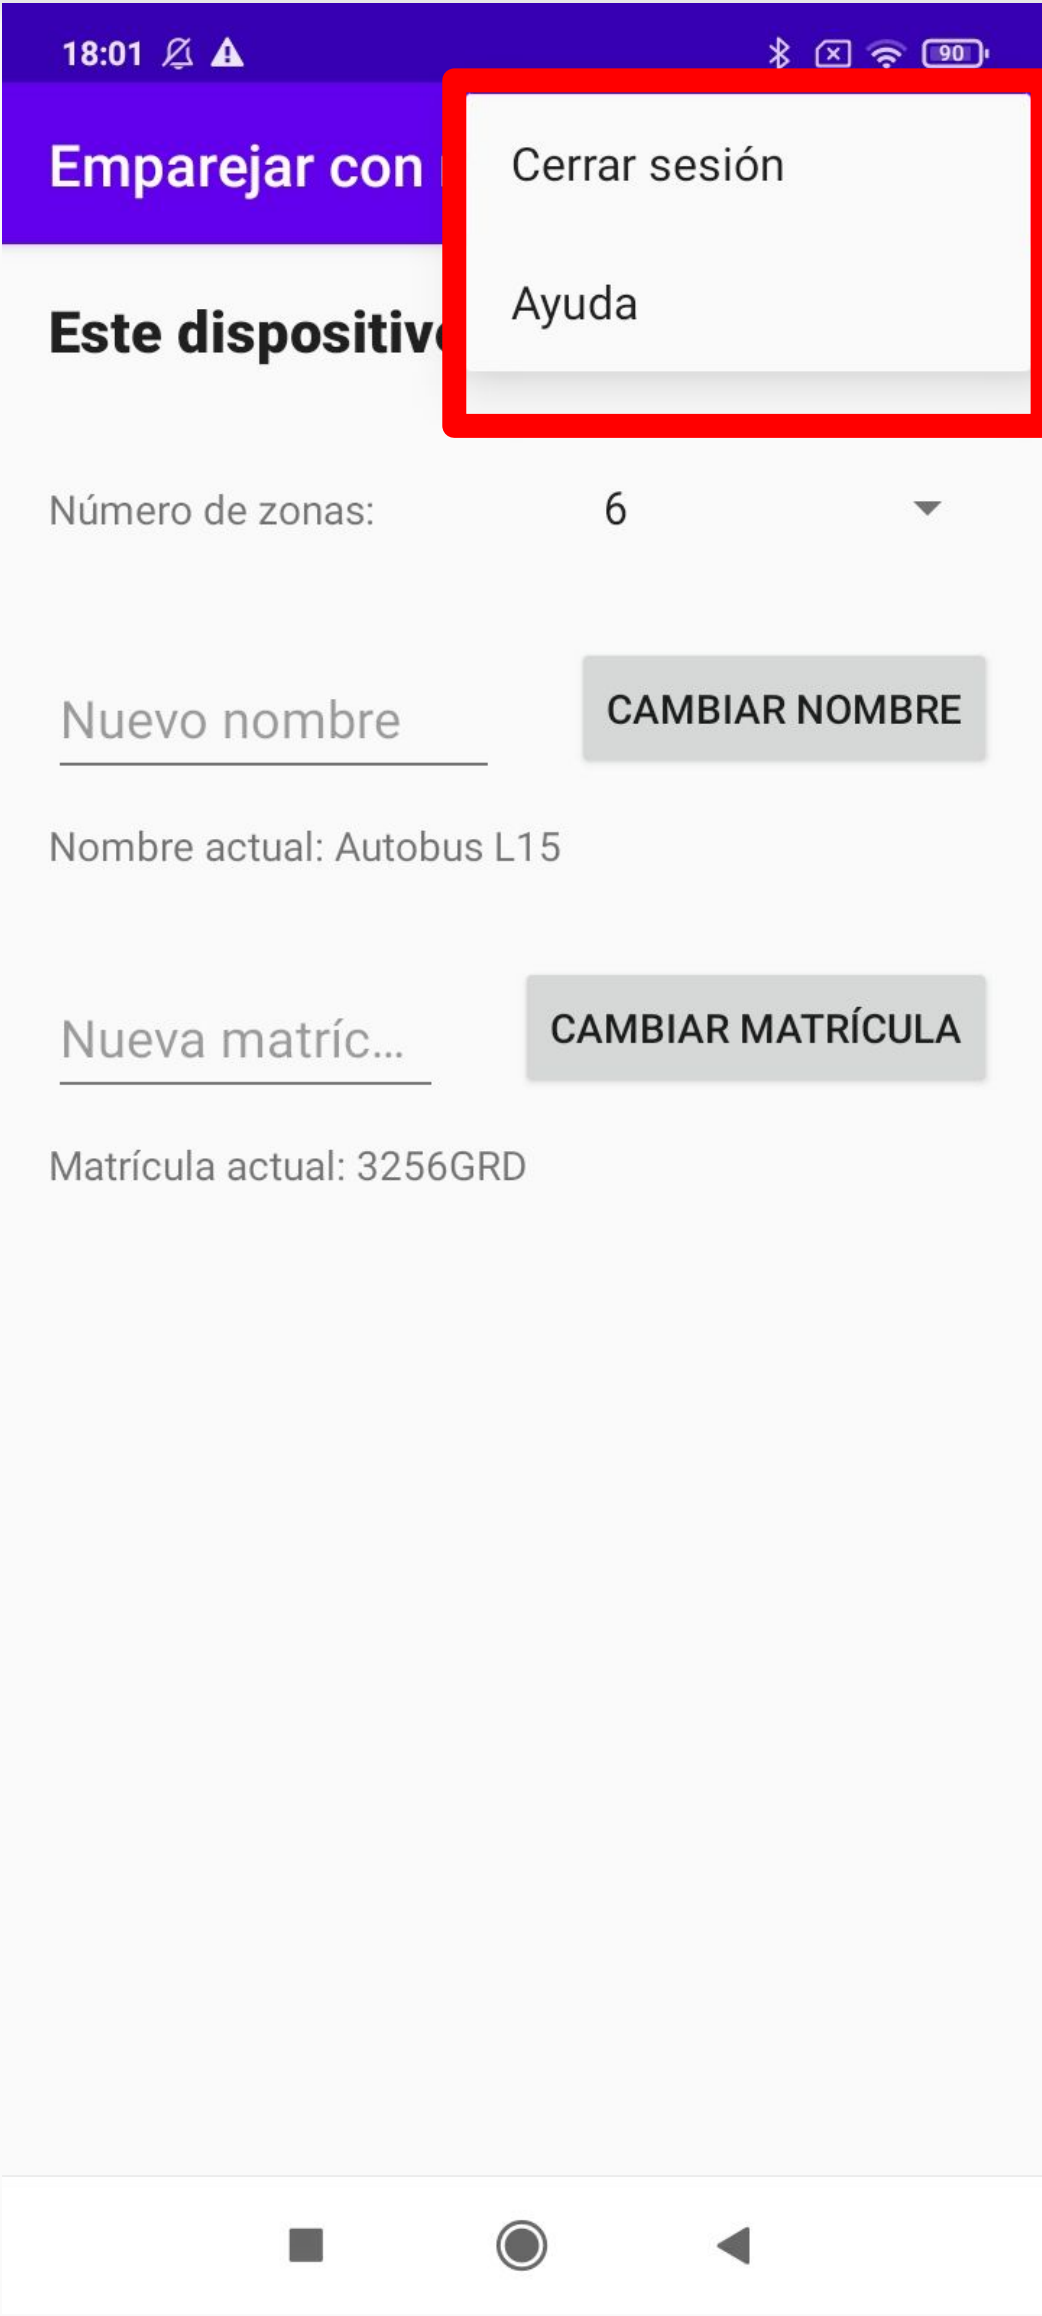 18:01
90
Emparejar con
Cerrar sesión
Ayuda
Este dispositivo
Número de zonas:
6
Nuevo nombre
CAMBIAR NOMBRE
Nombre actual: Autobus L15
Nueva matríc...
CAMBIAR MATRÍCULA
Matrícula actual: 3256GRD